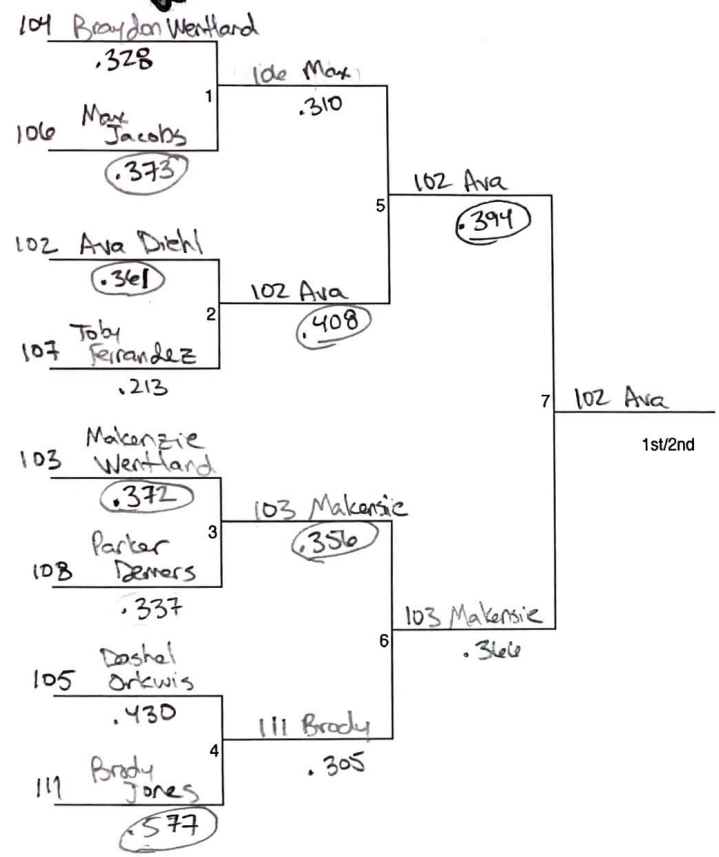 104 Braydon Wentland
.328
1
106 Max
Max
Jacobs
106
.310
.373
102 Ava
5
.394
102 Ava Diehl
.361
102 Ava
2
.408
Toby
107 Ferrandez
.213
7
102 Ava
1st/2nd
Makenzie
103 Wentland
.372
103 Makensie
3
.356
Parker
108 Demers
.337
103 Makensie
6
.366
Dashel
105 Orkwis
.430
111 Brody
4
.305
Brody
111 Jones
.577